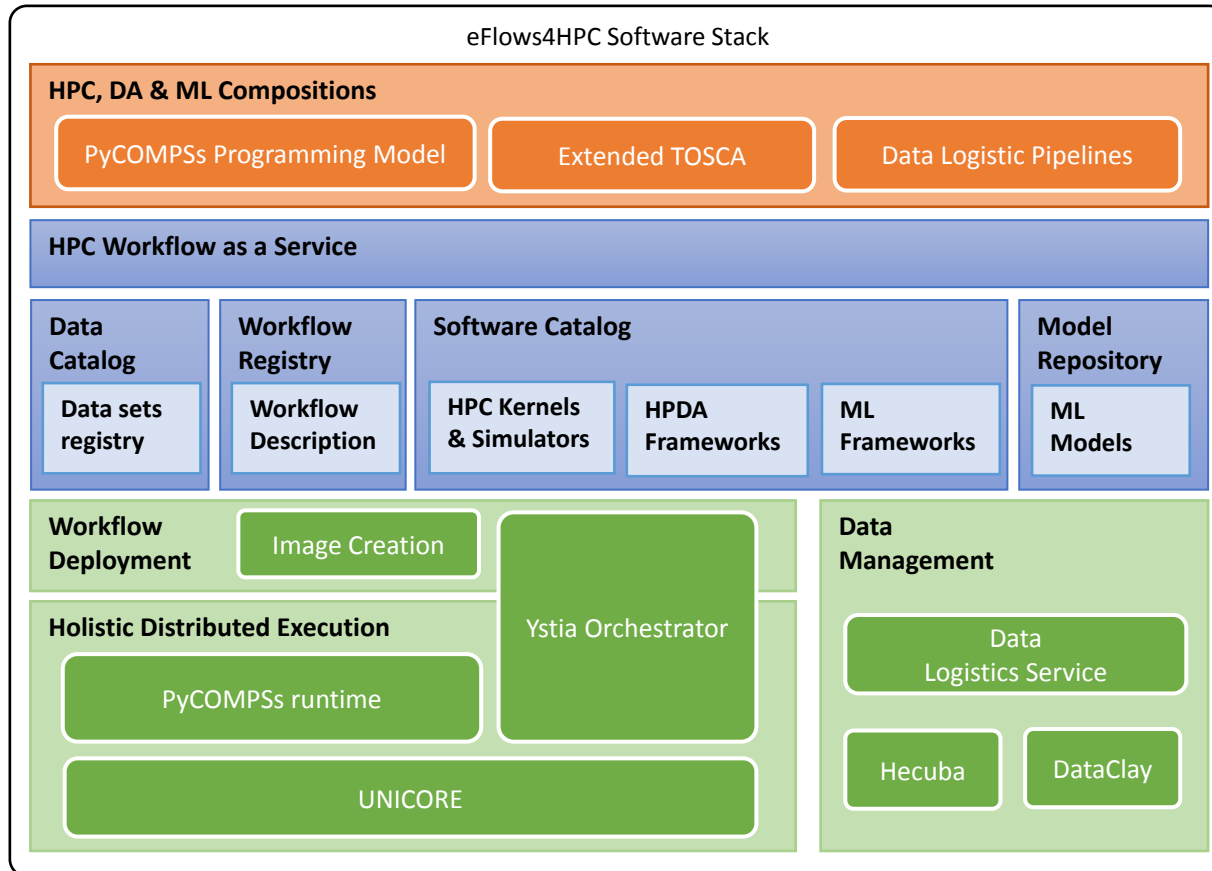 eFlows4HPC Software Stack
HPC, DA & ML Compositions
PyCOMPSs Programming Model
Extended TOSCA
Data Logistic Pipelines
HPC Workflow as a Service
Data
Catalog
Data sets
registry
Workflow
Registry
Workflow
Description
Software Catalog
HPC Kernels
& Simulators
HPDA
Frameworks
ML
Frameworks
Model
Repository
ML
Models
Workflow
Deployment
Image Creation
Ystia Orchestrator
Holistic Distributed Execution
PyCOMPSs runtime
UNICORE
Data
Management
Data
Logistics Service
Hecuba
DataClay